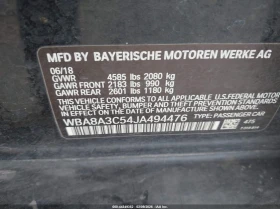 MFD BY BAYERISCHE MOTOREN WERKE AG
06/18
GVWR 4585 lbs 2080 kg
GAWR FRONT 2183 lbs 990 kg
GAWR REAR 2601 lbs 1180 kg
THIS VEHICLE CONFORMS TO ALL APPLICABLE U.S. FEDERAL MOTOR
VEHICLE SAFETY, BUMPER, AND THEFT PREVENTION STANDARDS IN
EFFECT ON THE DATE OF MANUFACTURE SHOWN ABOVE.
WBA8A3C54JA494476 TYPE: PASSENGER CAR
475